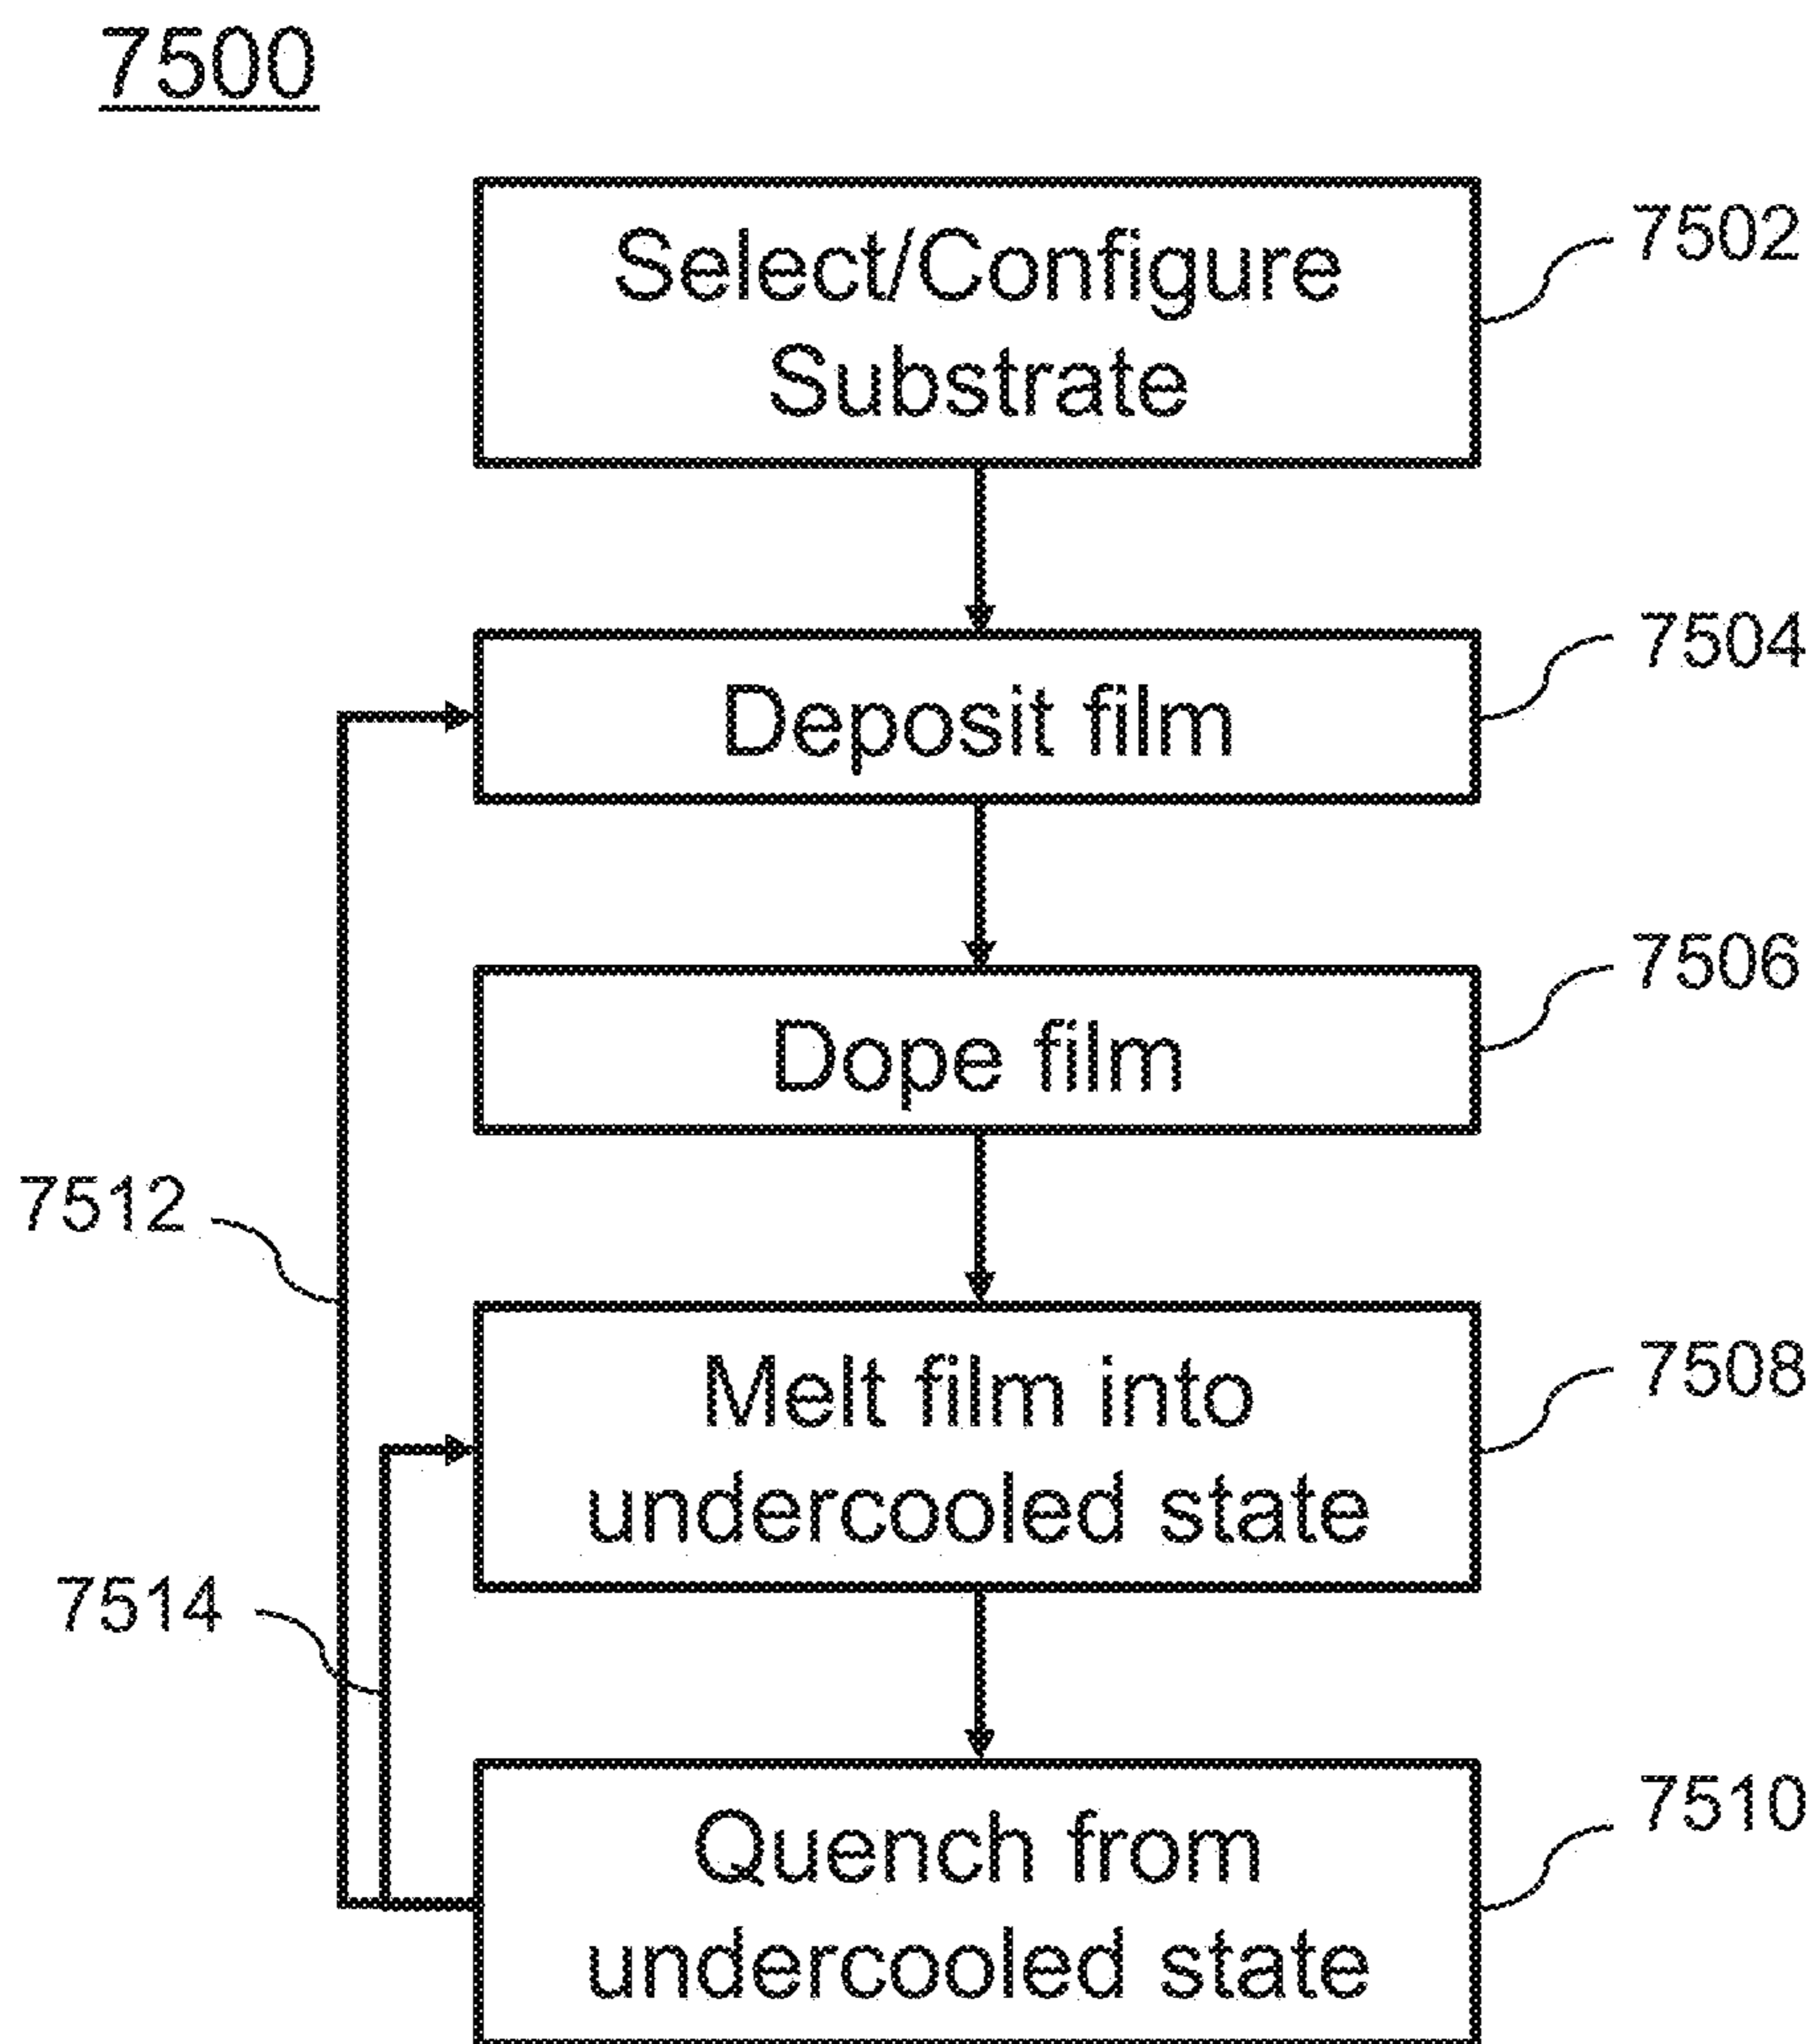 7500
Select/Configure
Substrate
7502
Deposit film
7504
Dope film
7506
7512
Melt film into
undercooled state
7508
7514
Quench from
undercooled state
7510